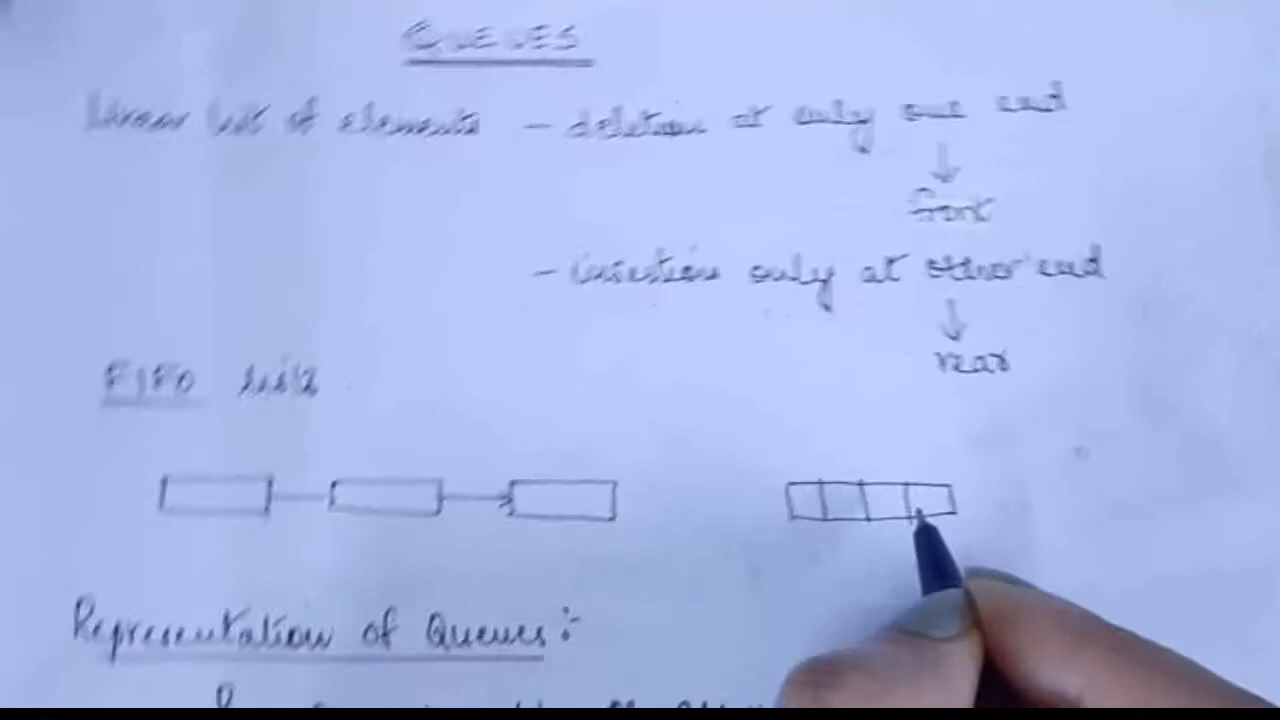 QUEUES
Linear list of elements - deletion at only one end
↓
front
- insertion only at other end
↓
rear
FIFO lists
Representation of Queues :-